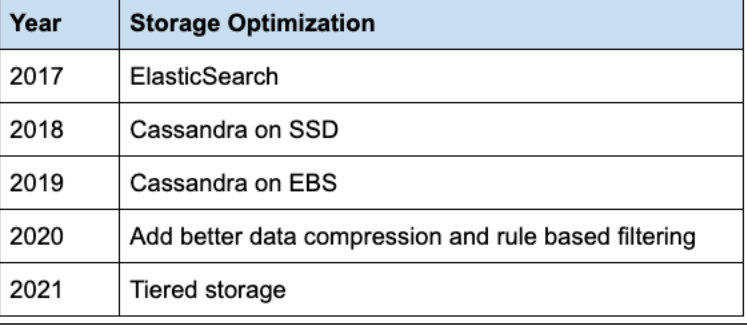 Year Storage Optimization
2017 ElasticSearch
2018 Cassandra on SSD
2019 Cassandra on EBS
2020 Add better data compression and rule based filtering
2021 Tiered storage